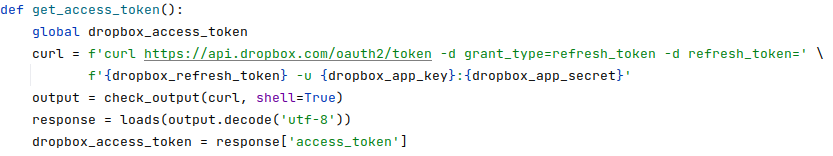 def get_access_token():
    global dropbox_access_token
    curl = f'curl https://api.dropbox.com/oauth2/token -d grant_type=refresh_token -d refresh_token=' \
           f'{dropbox_refresh_token} -u {dropbox_app_key}:{dropbox_app_secret}'
    output = check_output(curl, shell=True)
    response = loads(output.decode('utf-8'))
    dropbox_access_token = response['access_token']